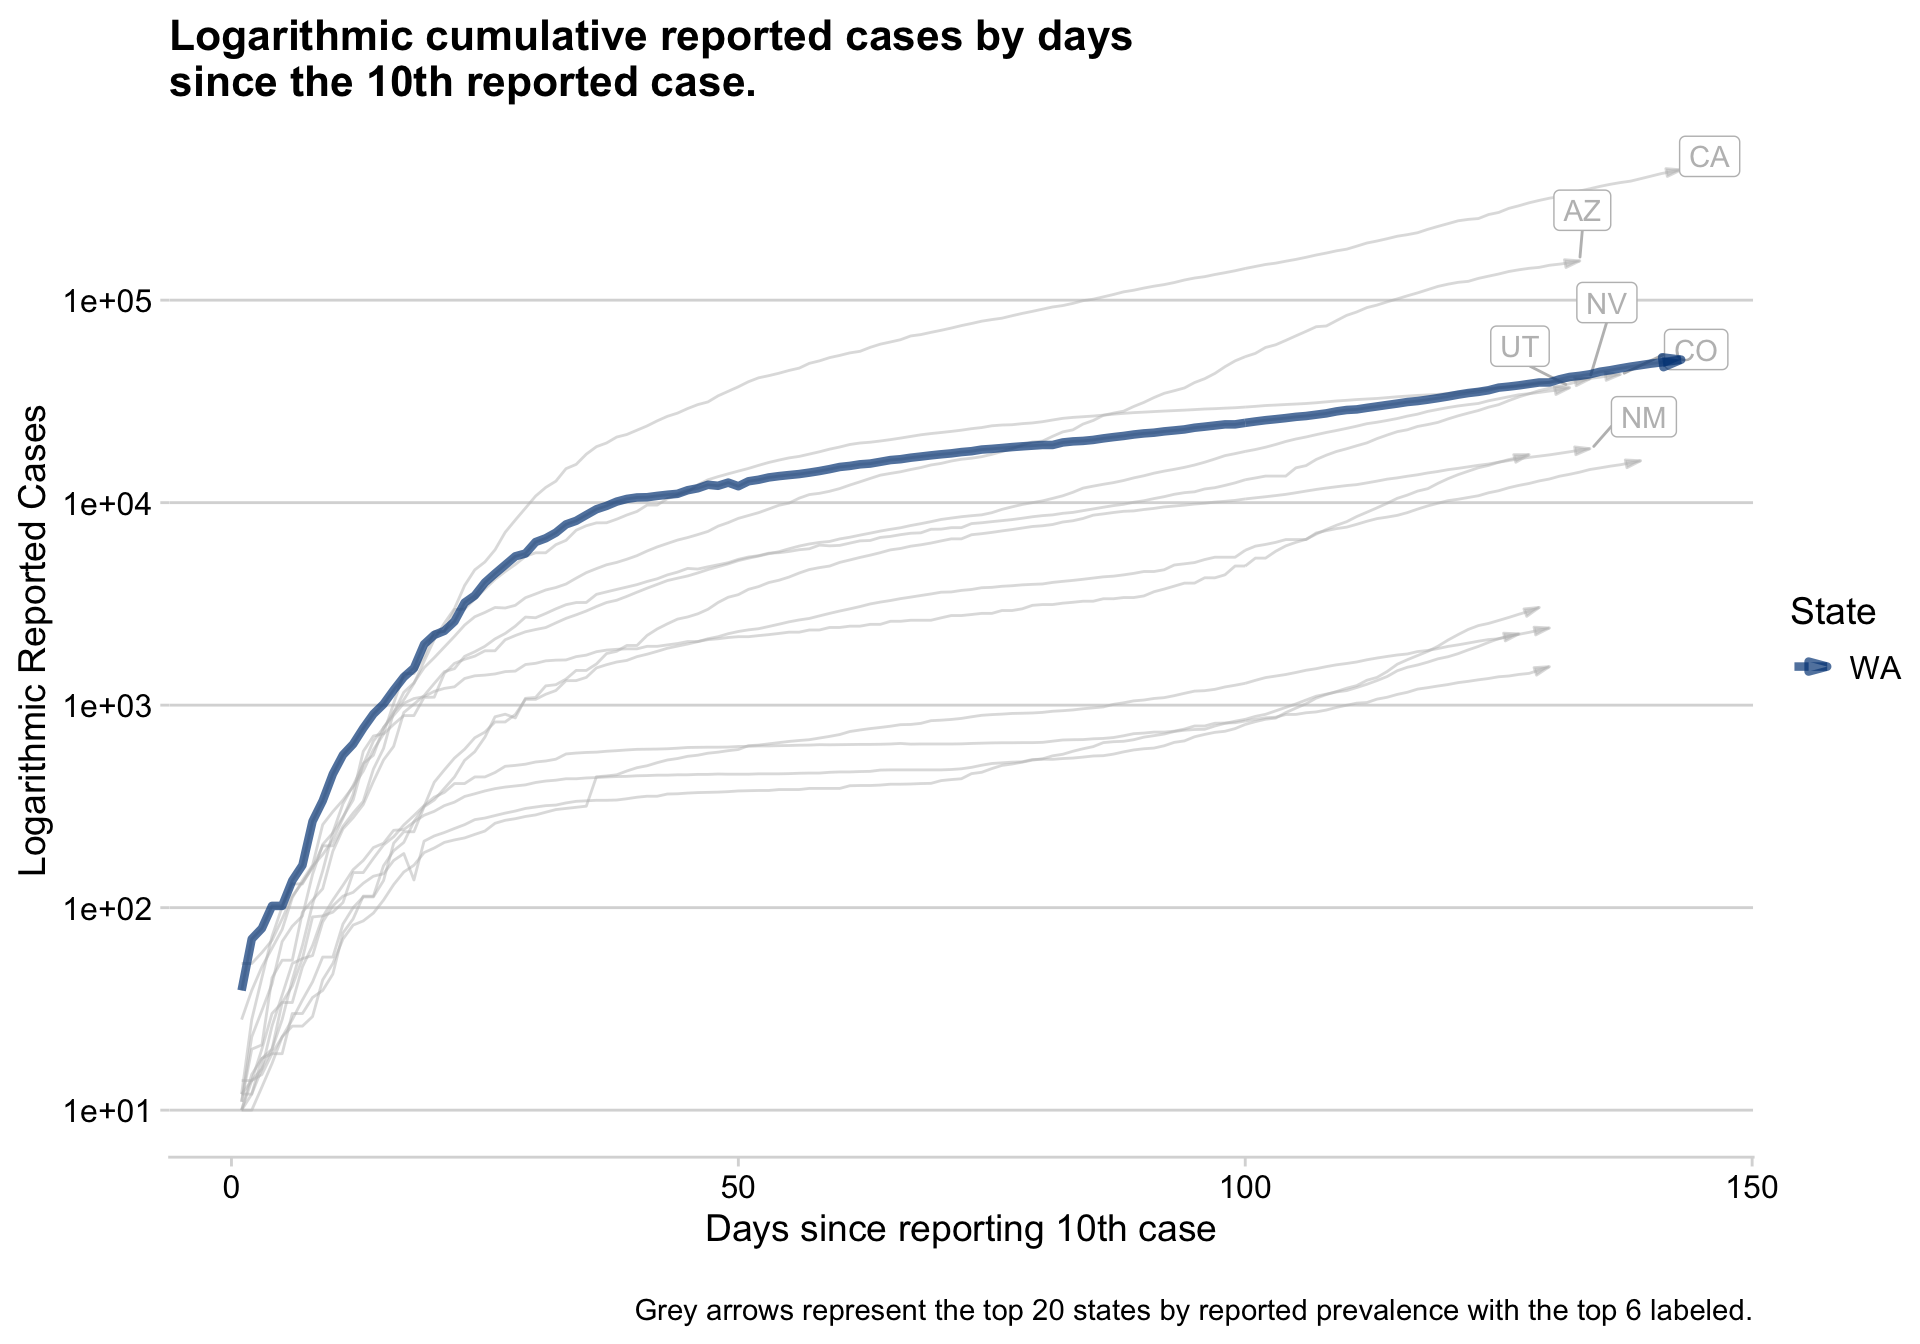 Logarithmic cumulative reported cases by days
since the 10th reported case.
CA
AZ
1e+05
NV
UT
CO
NM
1e+04
1e+03
1e+02
1e+01
Logarithmic Reported Cases
State
WA
0
50
100
150
Days since reporting 10th case
Grey arrows represent the top 20 states by reported prevalence with the top 6 labeled.